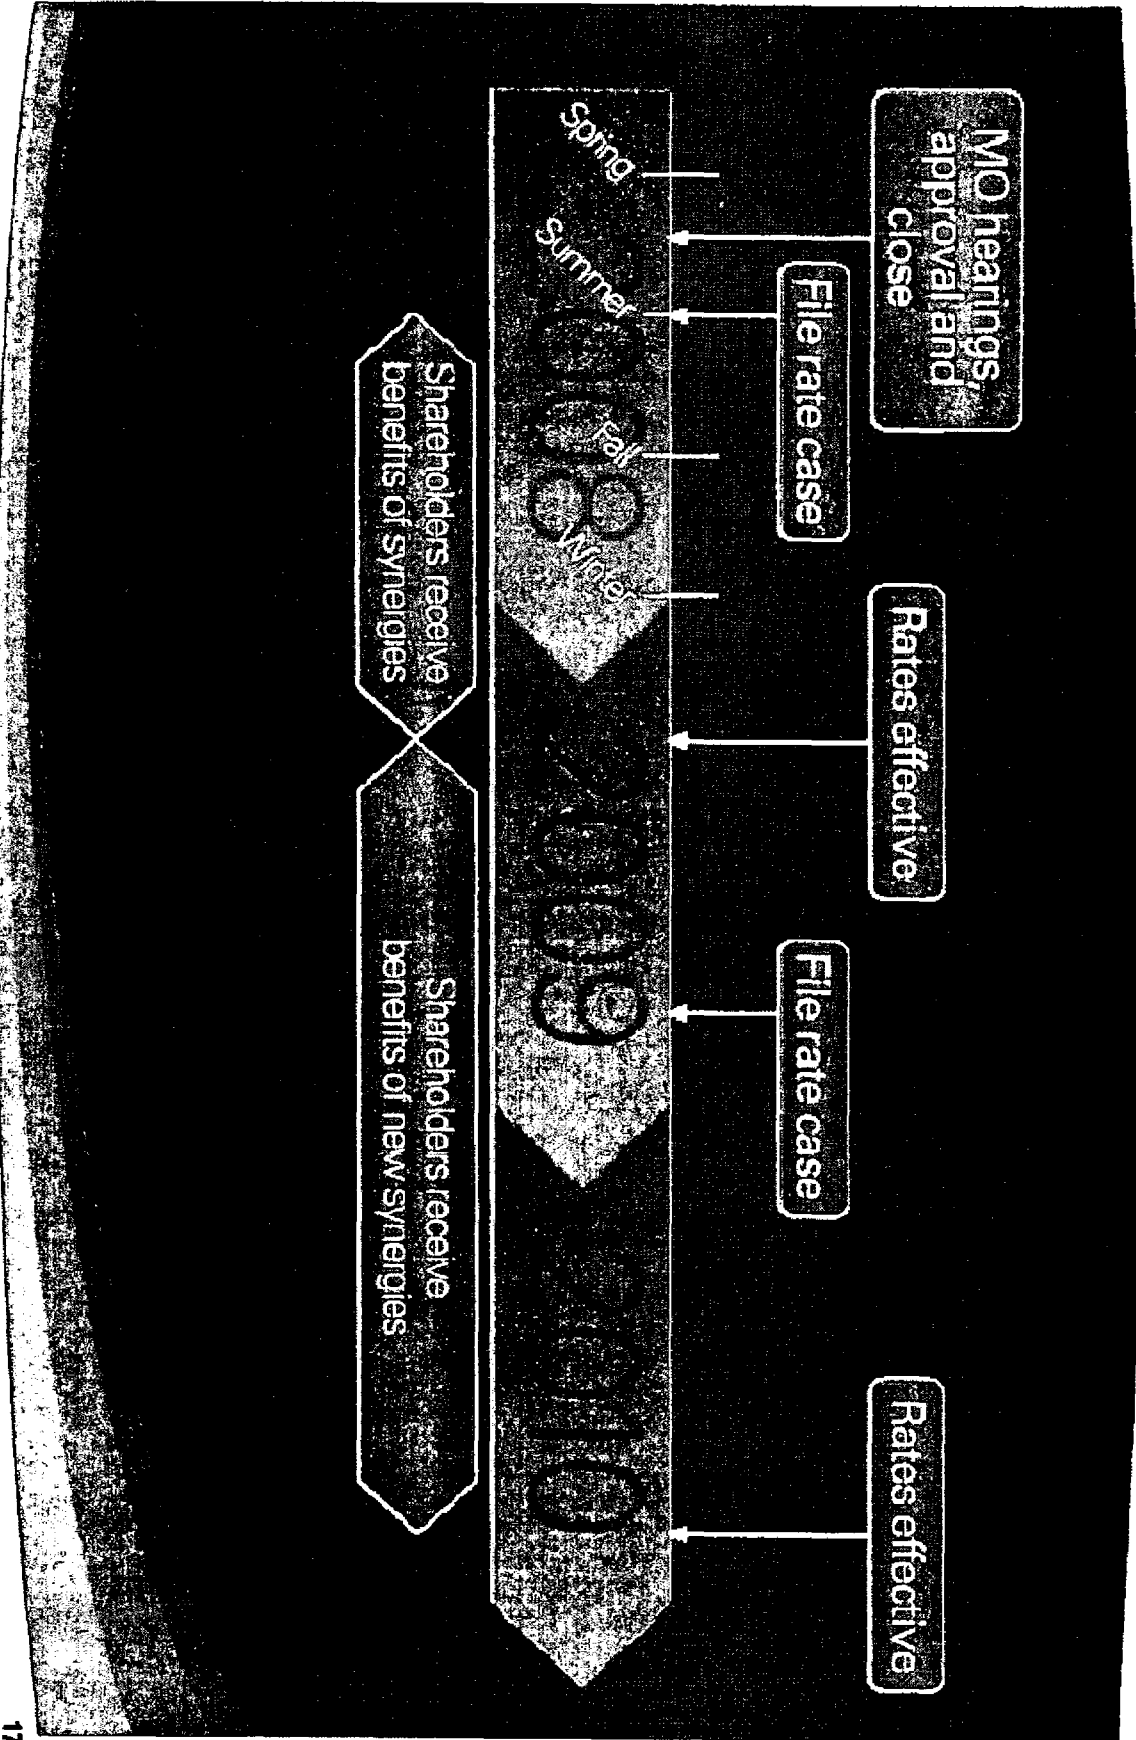 MO hearings,
approval and
close
File rate case
Rates effective
File rate case
Rates effective
Spring
Summer
Fall
Winter
2008
2009
2010
Shareholders receive
benefits of synergies
Shareholders receive
benefits of new synergies
17